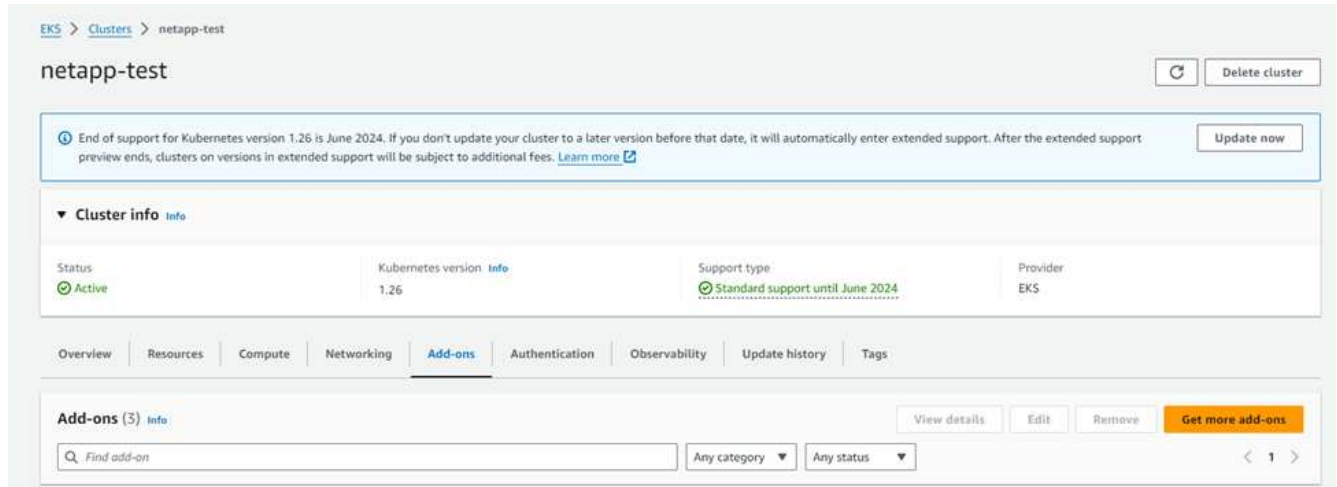 EKS > Clusters > netapp-test
netapp-test
Delete cluster
End of support for Kubernetes version 1.26 is June 2024. If you don't update your cluster to a later version before that date, it will automatically enter extended support. After the extended support
preview ends, clusters on versions in extended support will be subject to additional fees. Learn more
Update now
Cluster info Info
Status
Active
Kubernetes version Info
1.26
Support type
Standard support until June 2024
Provider
EKS
Overview Resources Compute Networking Add-ons Authentication Observability Update history Tags
Add-ons (3) Info
View details Edit Remove Get more add-ons
Find add-on Any category Any status < 1 >